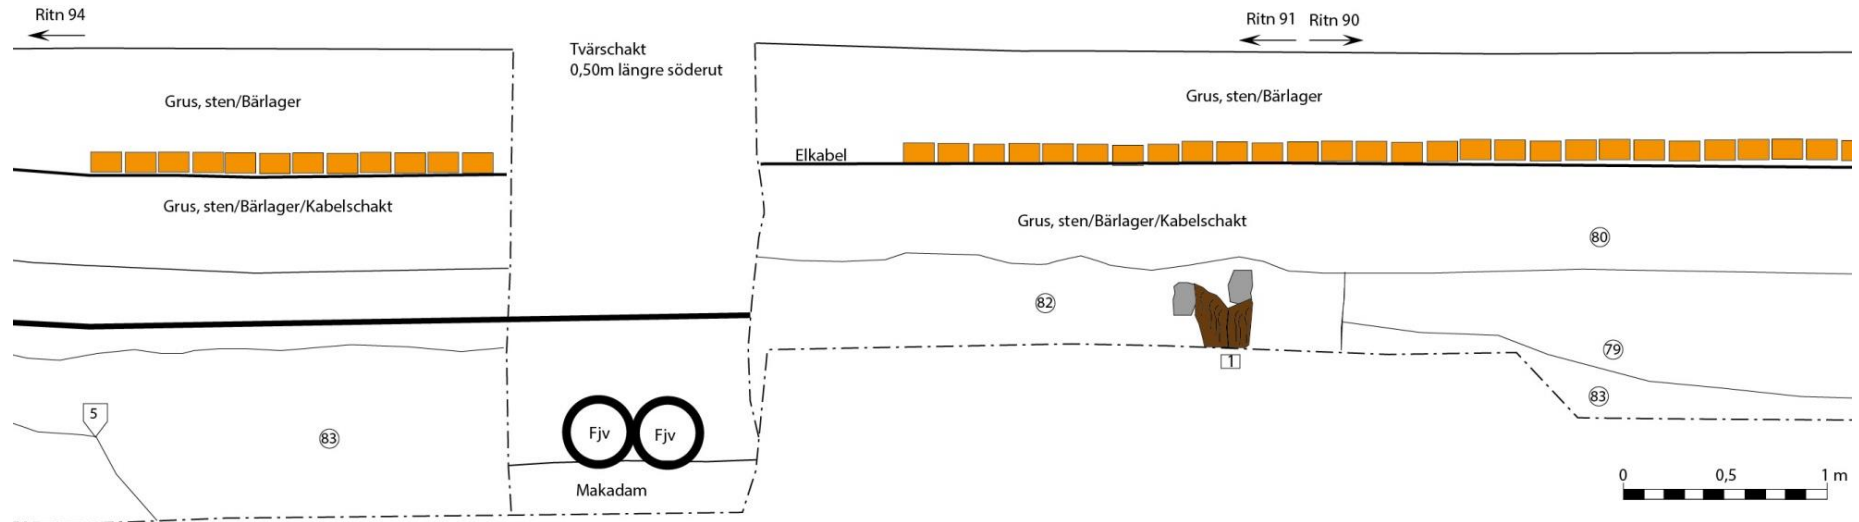 Ritn 94
Ritn 91 Ritn 90
Tvärschakt
0,50m längre söderut
Grus, sten/Bärlager
Grus, sten/Bärlager
Elkabel
Grus, sten/Bärlager/Kabelschakt
Grus, sten/Bärlager/Kabelschakt
80
82
79
1
83
5
83
Fjv Fjv
Makadam
0 0,5 1 m